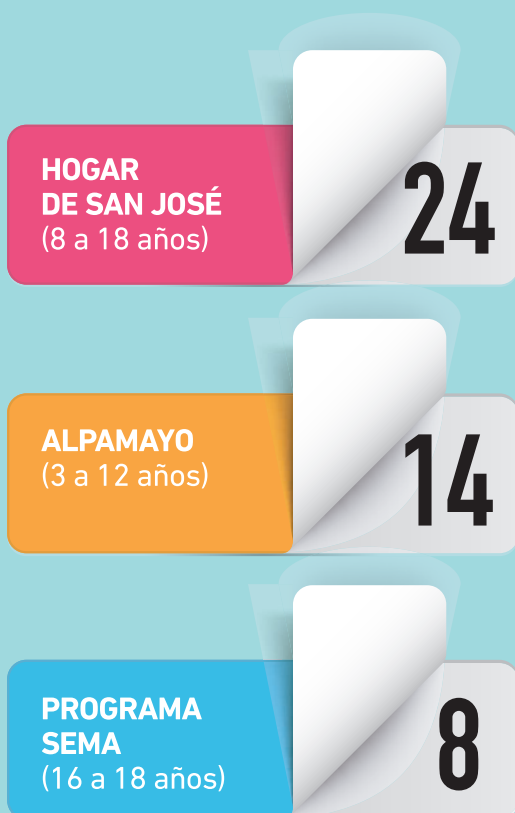 HOGAR
DE SAN JOSÉ
(8 a 18 años)
24
ALPAMAYO
(3 a 12 años)
14
PROGRAMA
SEMA
(16 a 18 años)
8